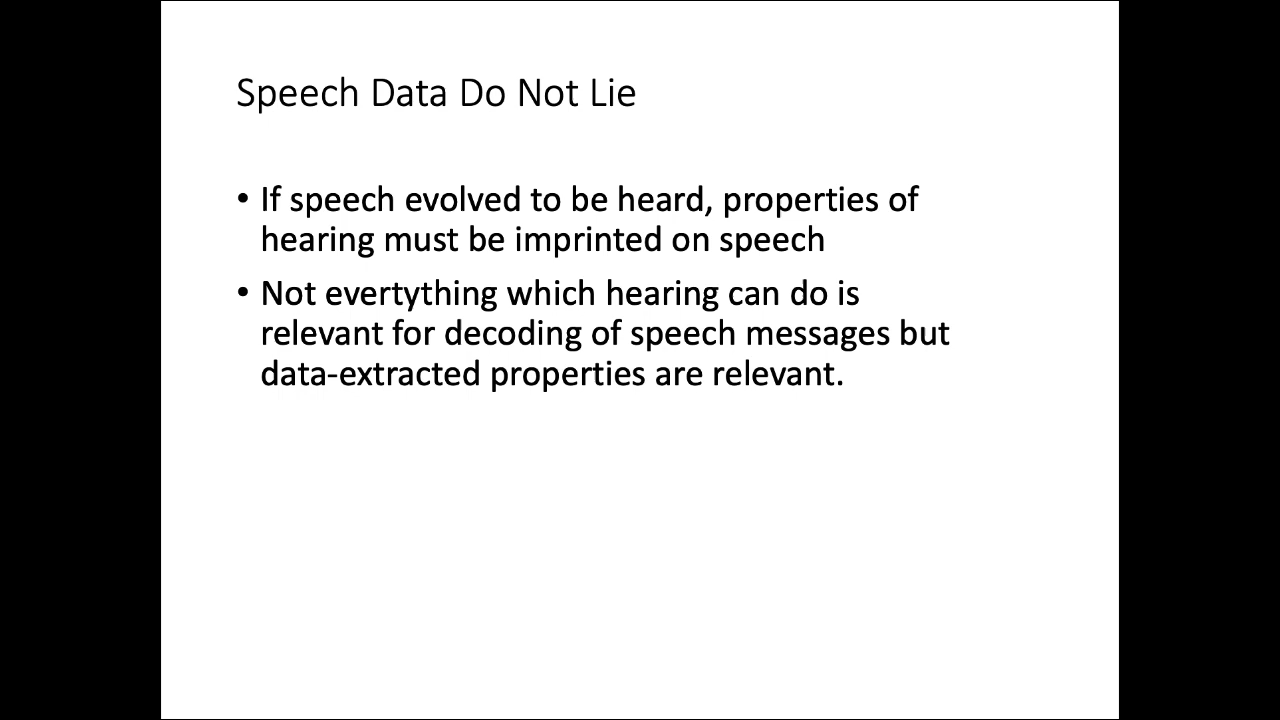 Speech Data Do Not Lie
• If speech evolved to be heard, properties of
hearing must be imprinted on speech
• Not evertything which hearing can do is
relevant for decoding of speech messages but
data-extracted properties are relevant.